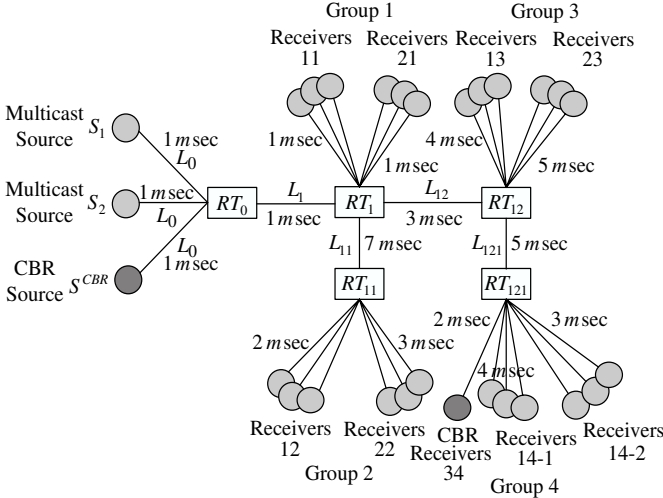 Group 1
Group 3
Receivers
11
Receivers
21
Receivers
13
Receivers
23
Multicast
Source S₁
1 msec
L₀
1 msec
1 msec
4 msec
5 msec
Multicast
Source S₂
1 msec
L₀
RT₀
L₁
1 msec
RT₁
L₁₂
3 msec
RT₁₂
L₀
1 msec
CBR
Source S^CBR
L₁₁
7 msec
L₁₂₁
5 msec
RT₁₁
RT₁₂₁
2 msec
3 msec
2 msec
4 msec
3 msec
Receivers
12
Receivers
22
Group 2
CBR
Receivers
34
Receivers
14-1
Receivers
14-2
Group 4